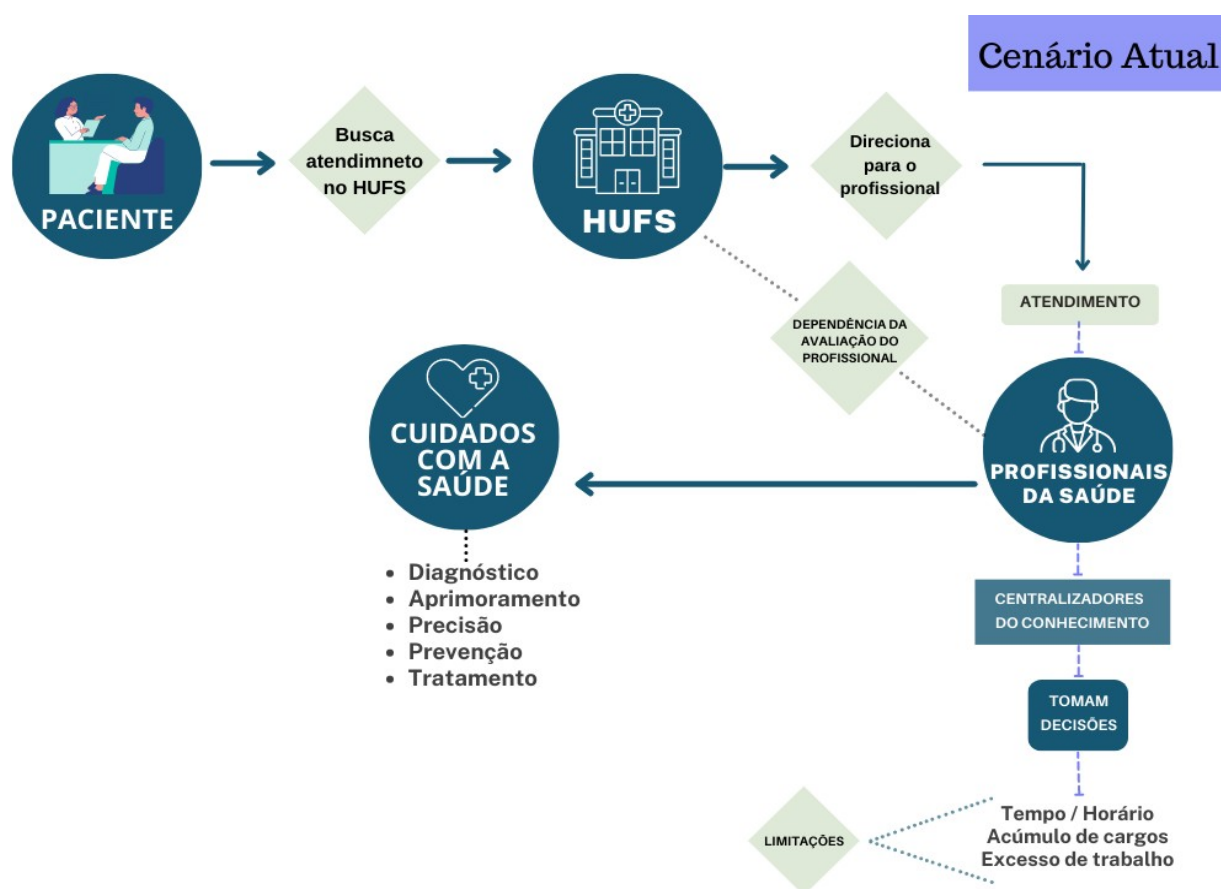 Cenário Atual
PACIENTE
Busca
atendimneto
no HUFS
HUFS
Direciona
para o
profissional
ATENDIMENTO
DEPENDÊNCIA DA
AVALIAÇÃO DO
PROFISSIONAL
PROFISSIONAIS
DA SAÚDE
CUIDADOS
COM A
SAÚDE
• Diagnóstico
• Aprimoramento
• Precisão
• Prevenção
• Tratamento
CENTRALIZADORES
DO CONHECIMENTO
TOMAM
DECISÕES
LIMITAÇÕES
Tempo / Horário
Acúmulo de cargos
Excesso de trabalho